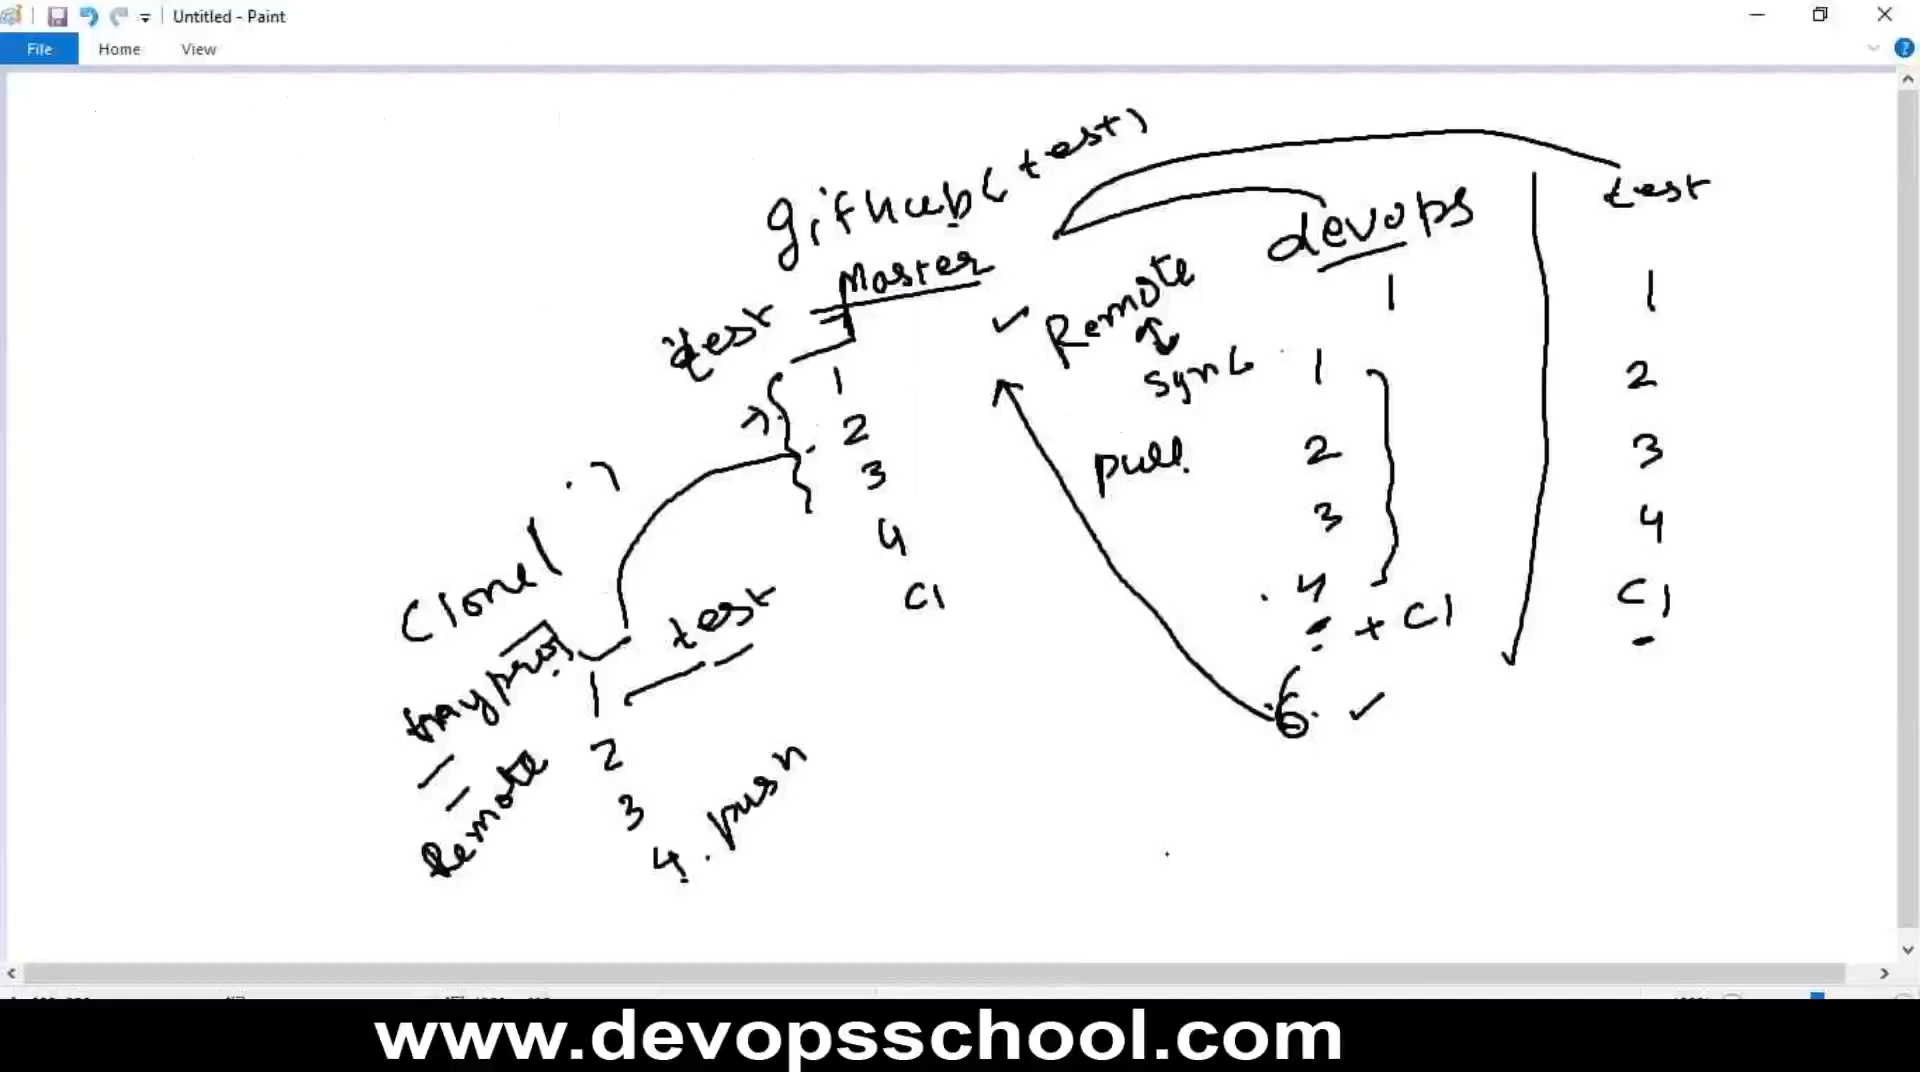 Untitled - Paint
File Home View
github (test)
Master
test
1
2
3
4
C1
Clone1
test
Remote
1
2
3
4. push
Remote
sync
pull
devops
1
1
2
3
4
+ C1
6
test
1
2
3
4
C1
www.devopsschool.com